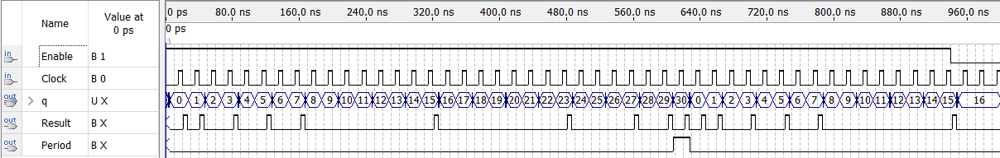 Name Value at 0 ps
0 ps 80.0 ns 160.0 ns 240.0 ns 320.0 ns 400.0 ns 480.0 ns 560.0 ns 640.0 ns 720.0 ns 800.0 ns 880.0 ns 960.0 ns
0 ps
in Enable B 1
in Clock B 0
out q U X 0 1 2 3 4 5 6 7 8 9 10 11 12 13 14 15 16 17 18 19 20 21 22 23 24 25 26 27 28 29 30 0 1 2 3 4 5 6 7 8 9 10 11 12 13 14 15 16
out Result B X
out Period B X